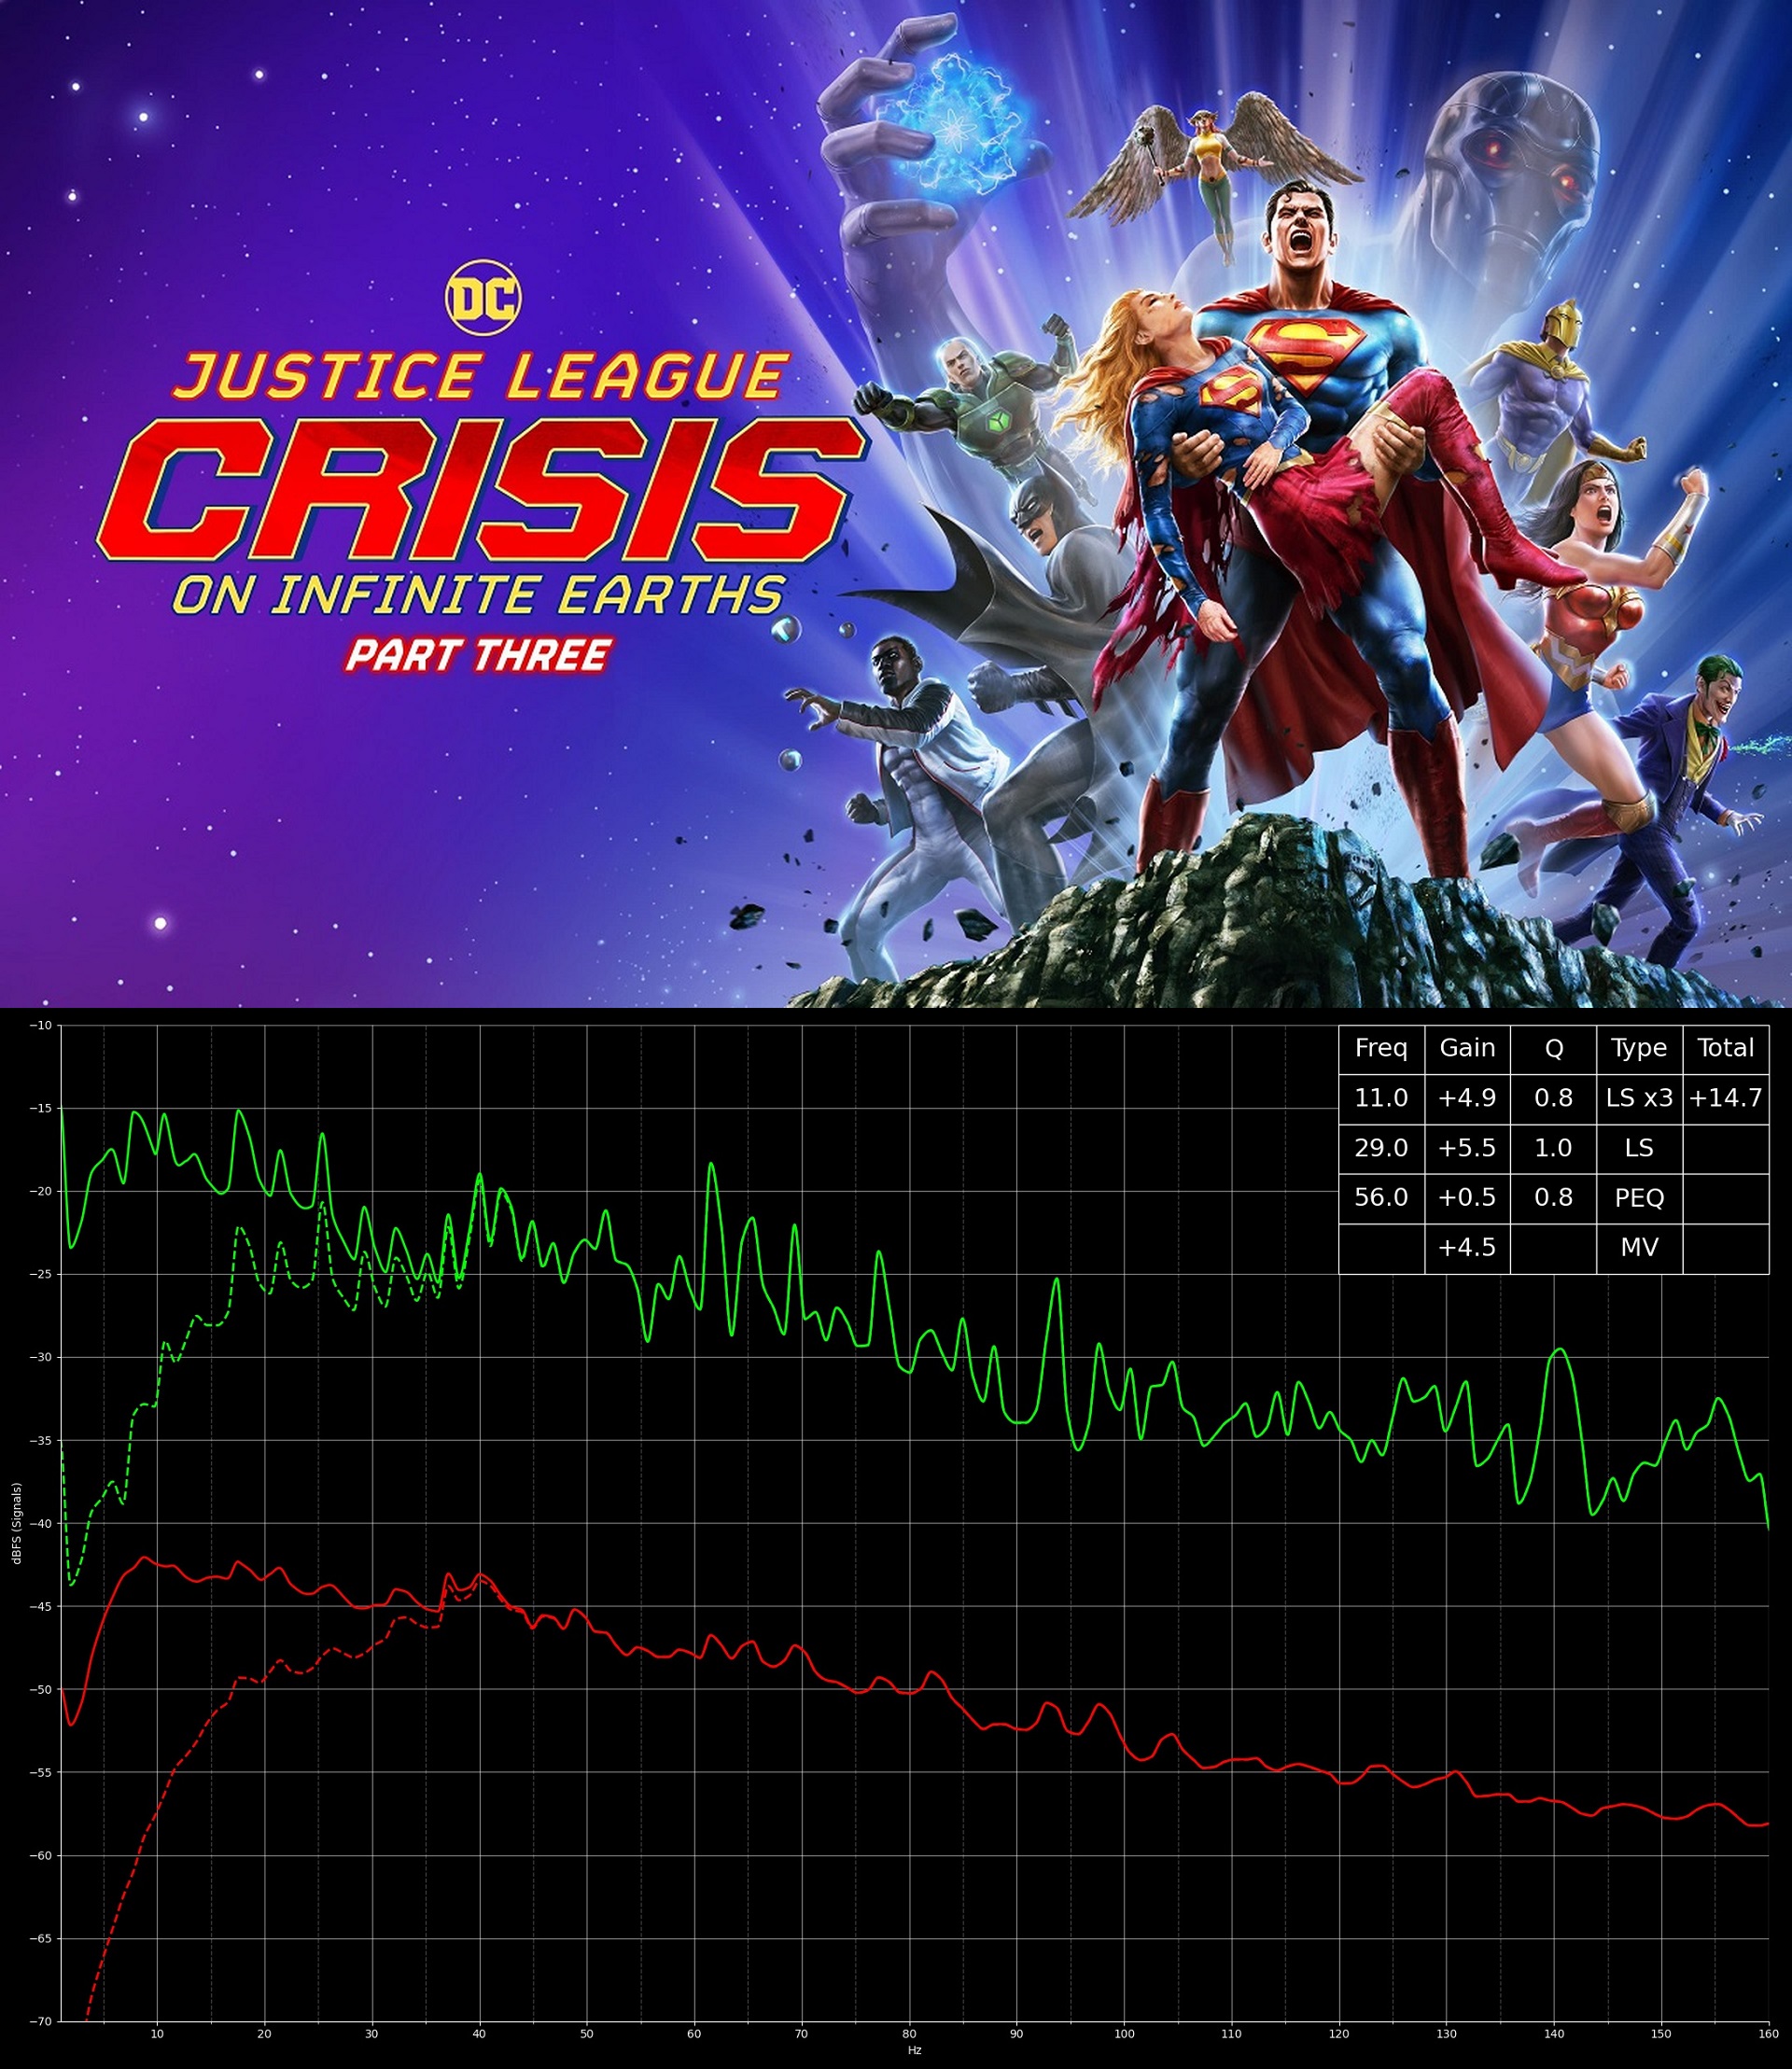 DC
JUSTICE LEAGUE
CRISIS
ON INFINITE EARTHS
PART THREE
Freq Gain Q Type Total
11.0 +4.9 0.8 LS x3 +14.7
29.0 +5.5 1.0 LS
56.0 +0.5 0.8 PEQ
+4.5 MV
−10
−15
−20
−25
−30
−35
−40
−45
−50
−55
−60
−65
−70
dBFS (Signals)
10 20 30 40 50 60 70 80 90 100 110 120 130 140 150 160
Hz